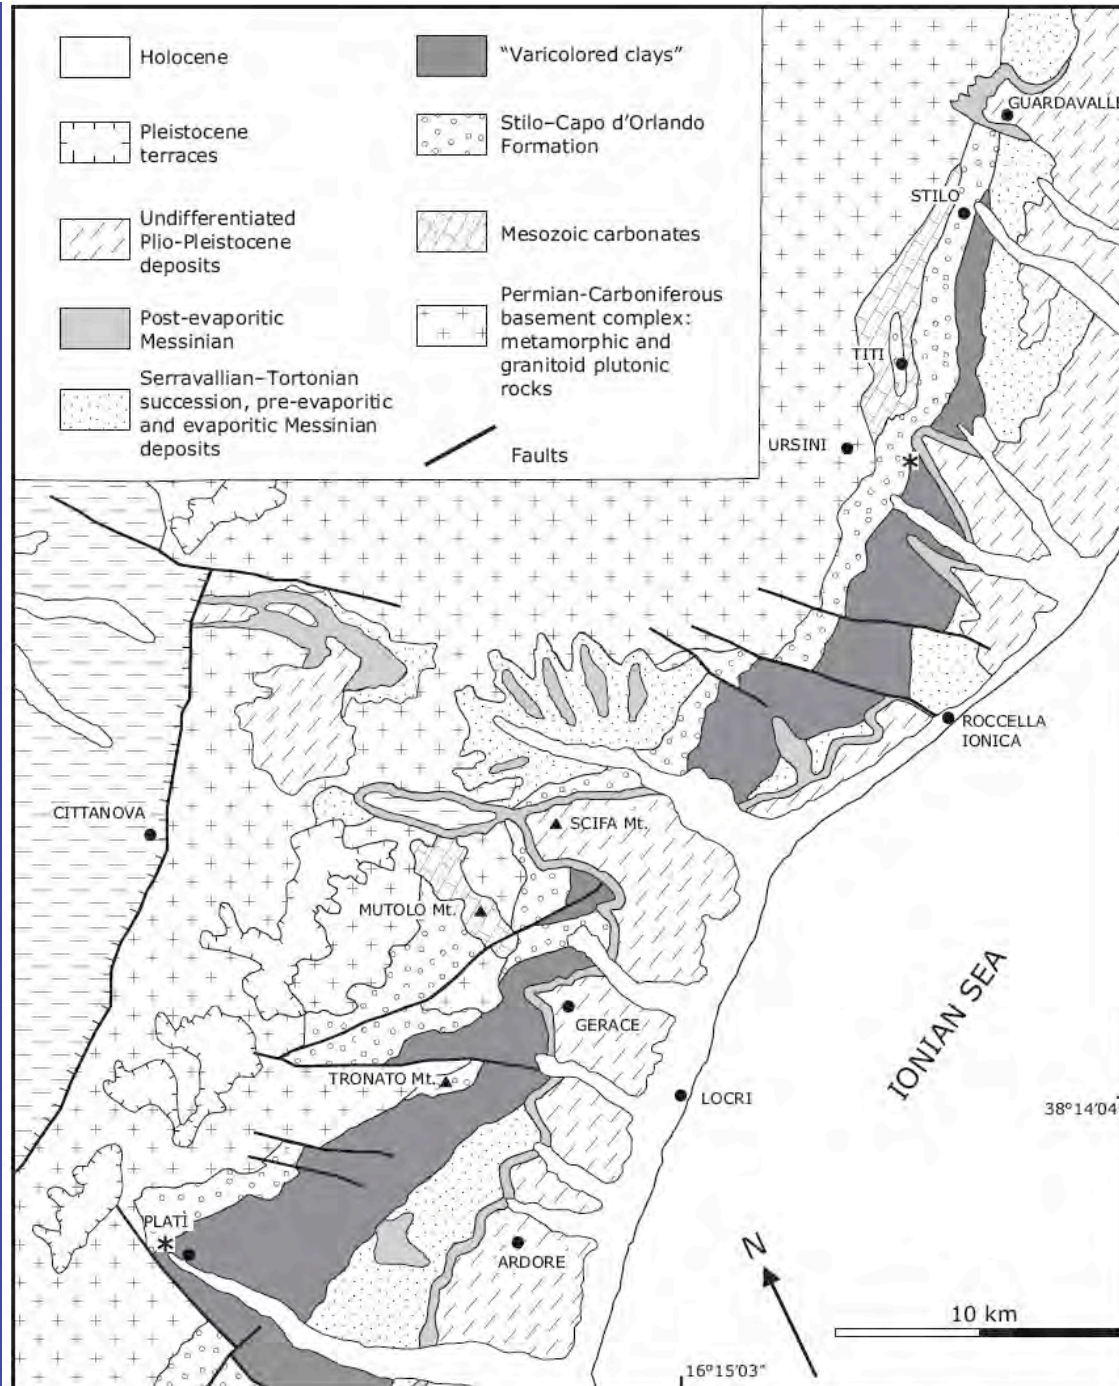 Holocene
Pleistocene
terraces
Undifferentiated
Plio-Pleistocene
deposits
Post-evaporitic
Messinian
Serravallian–Tortonian
succession, pre-evaporitic
and evaporitic Messinian
deposits
"Varicolored clays"
Stilo–Capo d'Orlando
Formation
Mesozoic carbonates
Permian-Carboniferous
basement complex:
metamorphic and
granitoid plutonic
rocks
Faults
GUARDAVALLE
STILO
TITI
URSINI
*
ROCCELLA
IONICA
CITTANOVA
SCIFA Mt.
MUTOLO Mt.
GERACE
TRONATO Mt.
LOCRI
IONIAN SEA
38°14'04
PLATÌ
*
ARDORE
N
10 km
16°15'03"